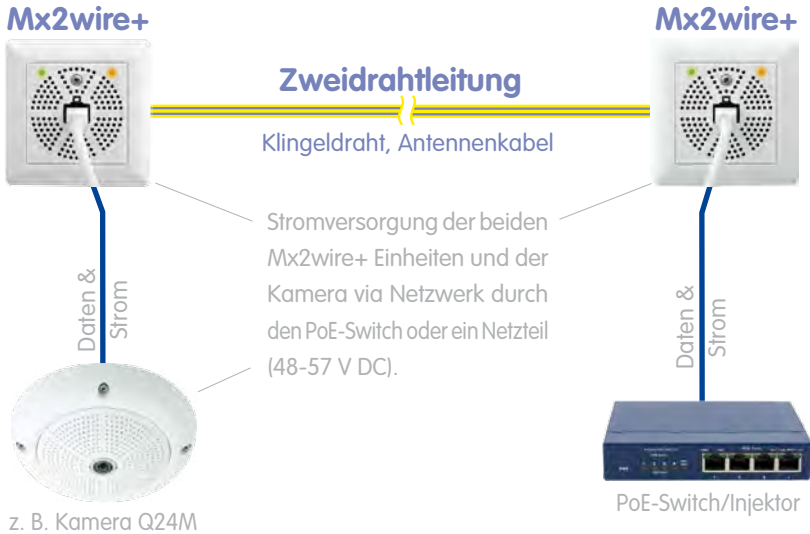 Mx2wire+
Mx2wire+
Zweidrahtleitung
Klingeldraht, Antennenkabel
Stromversorgung der beiden
Mx2wire+ Einheiten und der
Kamera via Netzwerk durch
den PoE-Switch oder ein Netzteil
(48-57 V DC).
Daten &
Strom
Daten &
Strom
z. B. Kamera Q24M
PoE-Switch/Injektor